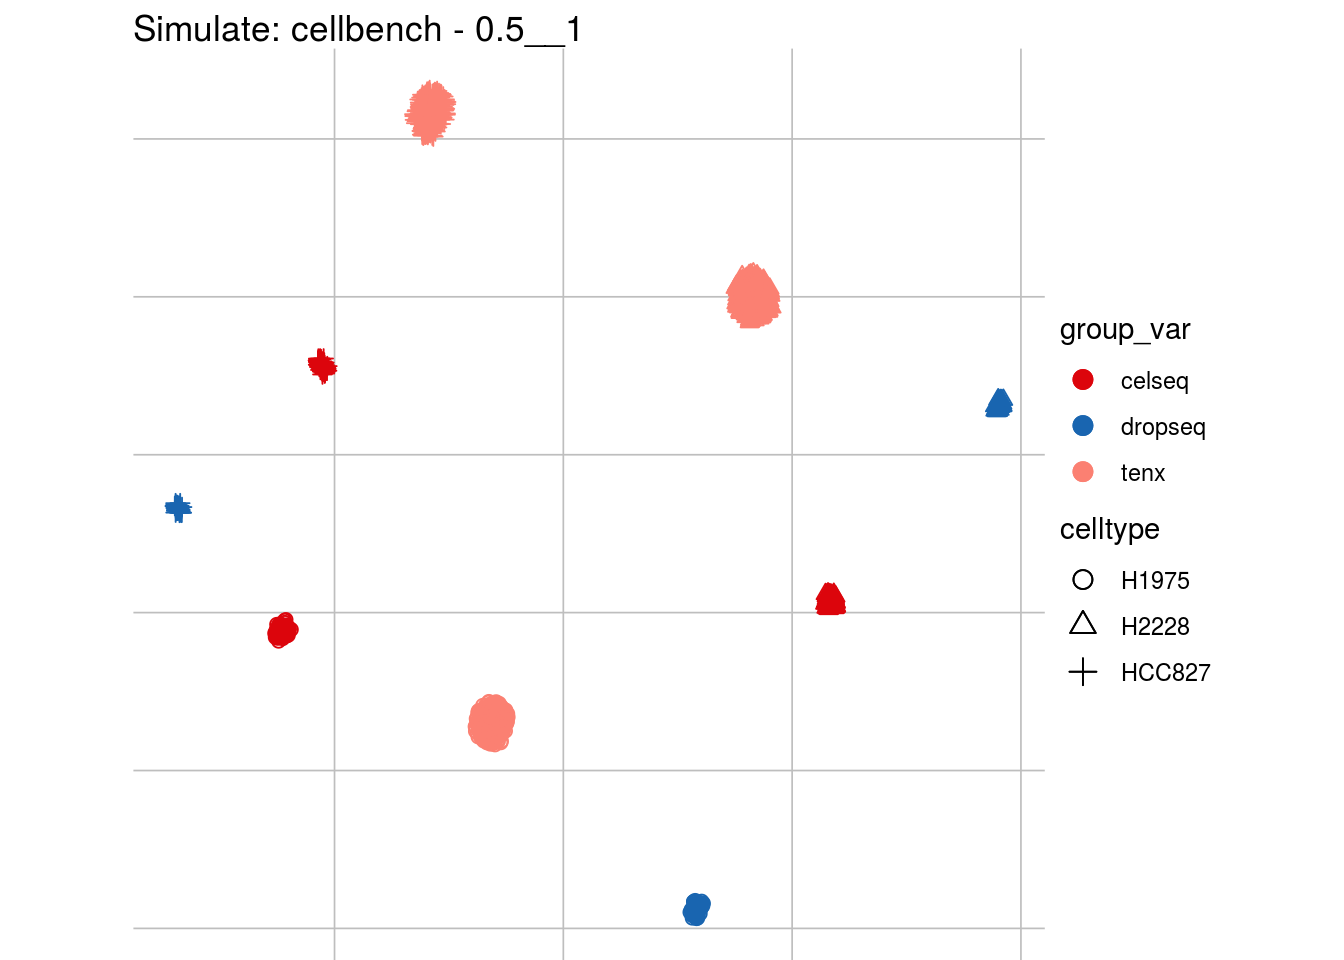 Simulate: cellbench - 0.5__1
group_var
celseq
dropseq
tenx
celltype
H1975
H2228
HCC827